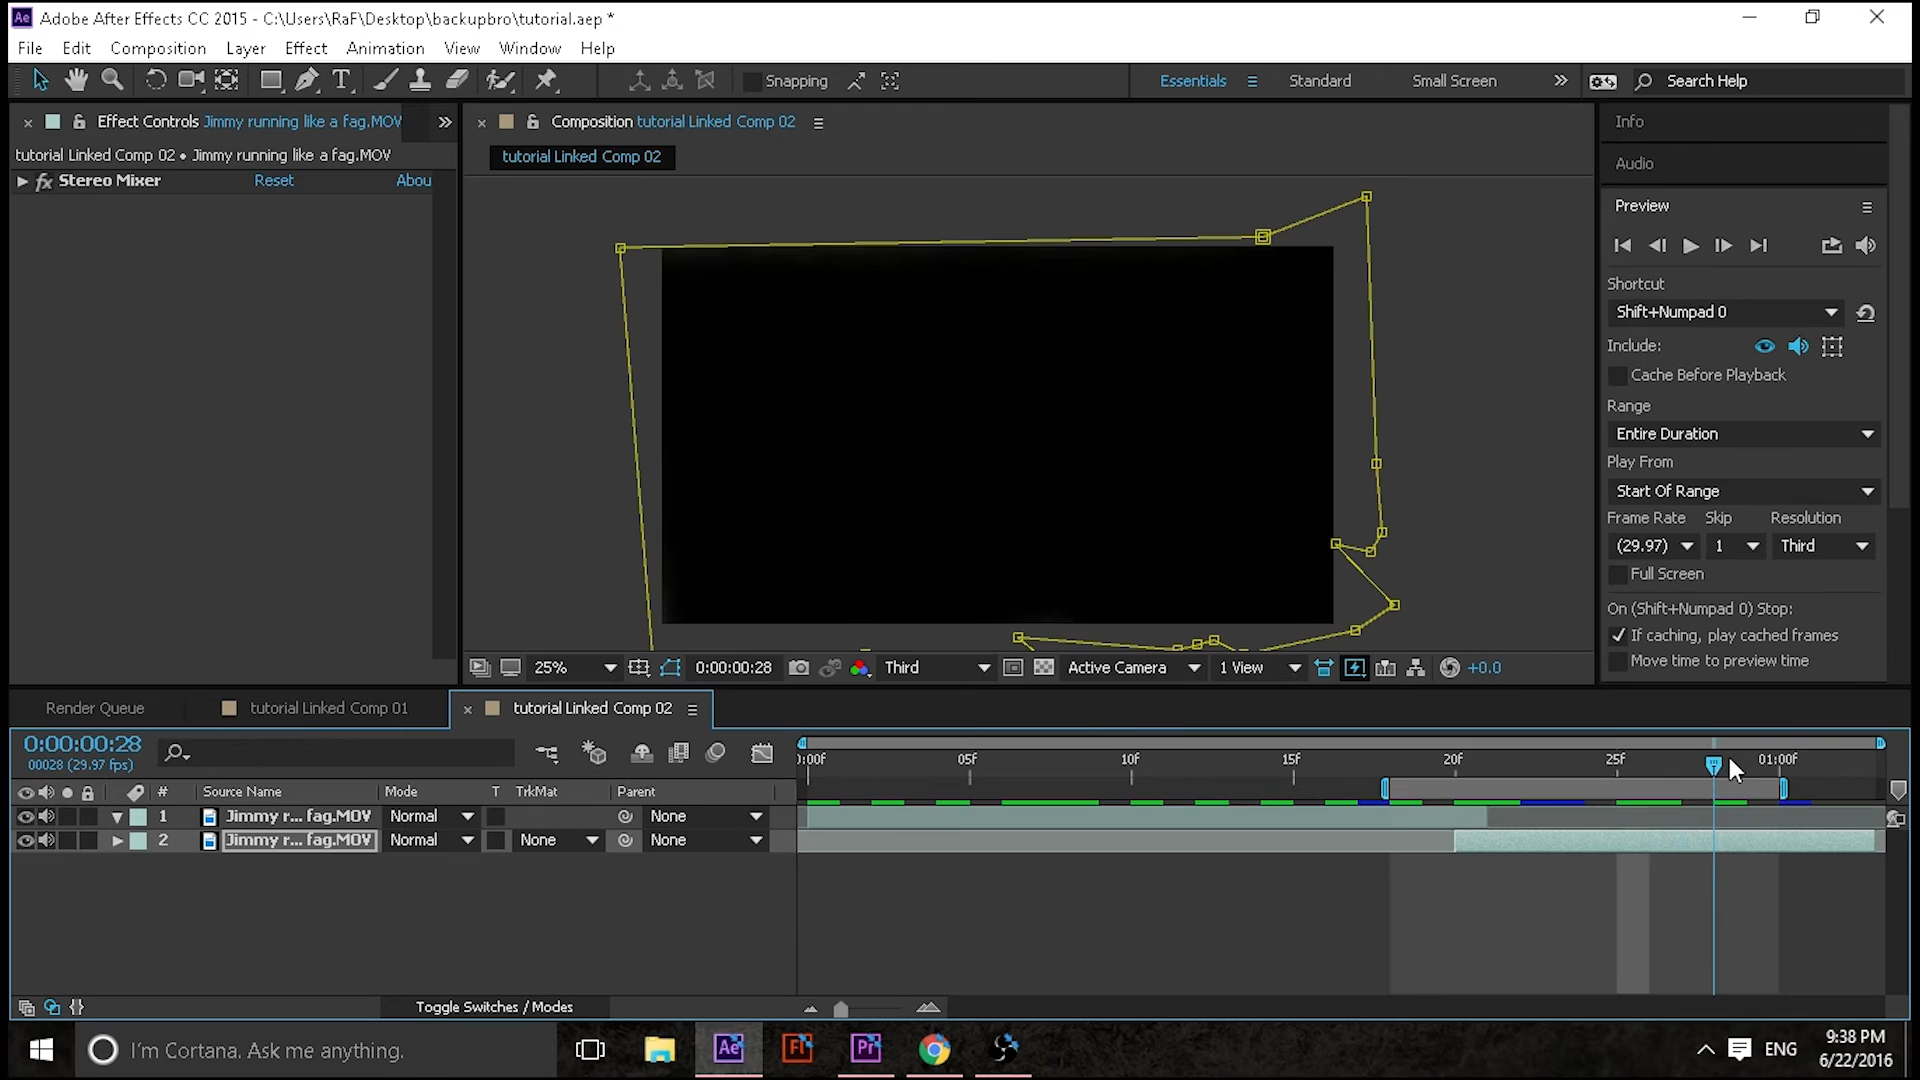 Adobe After Effects CC 2015 - C:\Users\RaF\Desktop\backupbro\tutorial.aep *
File Edit Composition Layer Effect Animation View Window Help
Snapping Essentials Standard Small Screen Search Help
Effect Controls Jimmy running like a fag.MOV
tutorial Linked Comp 02 • Jimmy running like a fag.MOV
fx Stereo Mixer Reset Abou
Composition tutorial Linked Comp 02
tutorial Linked Comp 02
Info
Audio
Preview
Shortcut
Shift+Numpad 0
Include:
Cache Before Playback
Range
Entire Duration
Play From
Start Of Range
Frame Rate Skip Resolution
(29.97) 1 Third
Full Screen
On (Shift+Numpad 0) Stop:
If caching, play cached frames
Move time to preview time
25% 0:00:00:28 Third Active Camera 1 View +0.0
Render Queue tutorial Linked Comp 01 tutorial Linked Comp 02
0:00:00:28
00028 (29.97 fps)
):00f 05f 10f 15f 20f 25f 01:00f
# Source Name Mode T TrkMat Parent
1 Jimmy r... fag.MOV Normal None
2 Jimmy r... fag.MOV Normal None None
Toggle Switches / Modes
I'm Cortana. Ask me anything.
Ae Fl Pr
ENG
9:38 PM
6/22/2016